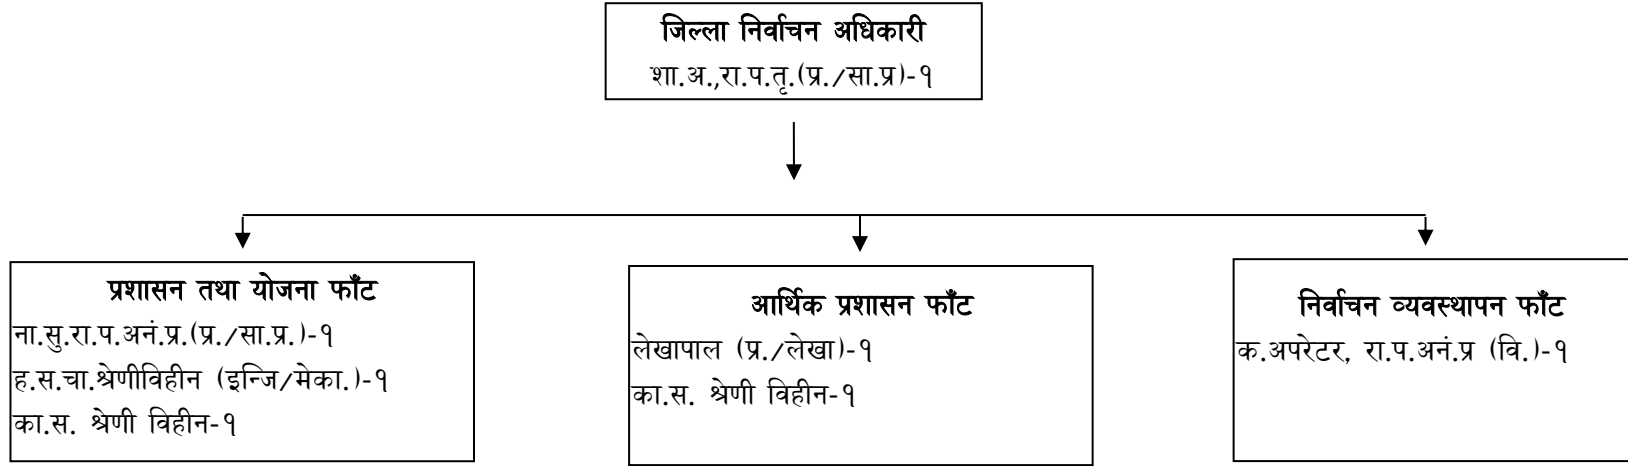 जिल्ला निर्वाचन अधिकारी
शा.अ.,रा.प.तृ.(प्र./सा.प्र)-१
प्रशासन तथा योजना फाँट
ना.सु.रा.प.अनं.प्र.(प्र./सा.प्र.)-१
ह.स.चा.श्रेणीविहीन (इन्जि/मेका.)-१
का.स. श्रेणी विहीन-१
आर्थिक प्रशासन फाँट
लेखापाल (प्र./लेखा)-१
का.स. श्रेणी विहीन-१
निर्वाचन व्यवस्थापन फाँट
क.अपरेटर, रा.प.अनं.प्र (वि.)-१